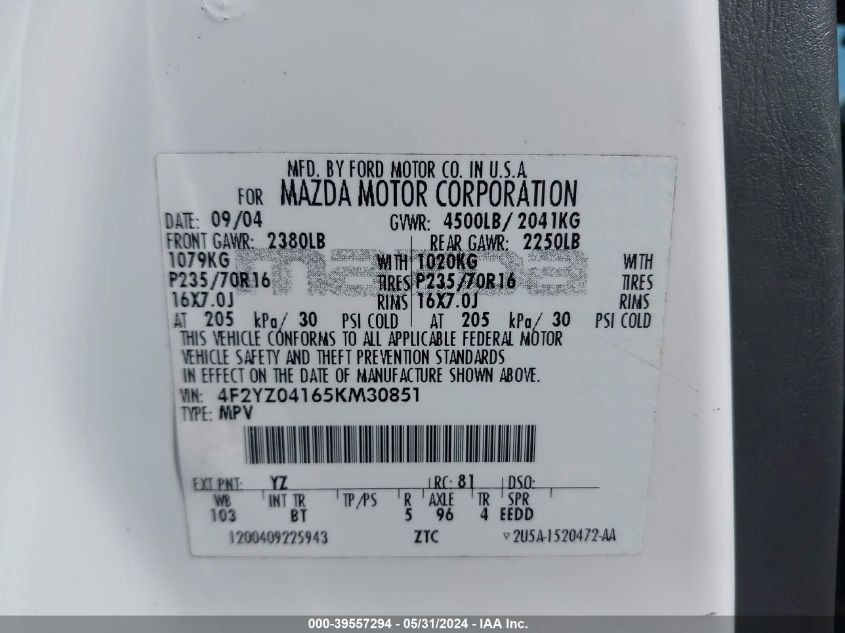 MFD. BY FORD MOTOR CO. IN U.S.A
FOR MAZDA MOTOR CORPORATION
DATE: 09/04 GVWR: 4500LB/ 2041KG
FRONT GAWR: 2380LB REAR GAWR: 2250LB
1079KG WITH 1020KG WITH
mazda
P235/70R16 TIRES P235/70R16 TIRES
16X7.0J RIMS 16X7.0J RIMS
AT 205 kPa/ 30 PSI COLD AT 205 kPa/ 30 PSI COLD
THIS VEHICLE CONFORMS TO ALL APPLICABLE FEDERAL MOTOR
VEHICLE SAFETY AND THEFT PREVENTION STANDARDS
IN EFFECT ON THE DATE OF MANUFACTURE SHOWN ABOVE.
VIN: 4F2YZ04165KM30851
TYPE: MPV
EXT PNT: YZ RC: 81 DSO:
WB INT TR TP/PS R AXLE TR SPR
103 BT 5 96 4 EEDD
1200409225943 ZTC ▽ 2U5A-1520472-AA
000-39557294 - 05/31/2024 - IAA Inc.